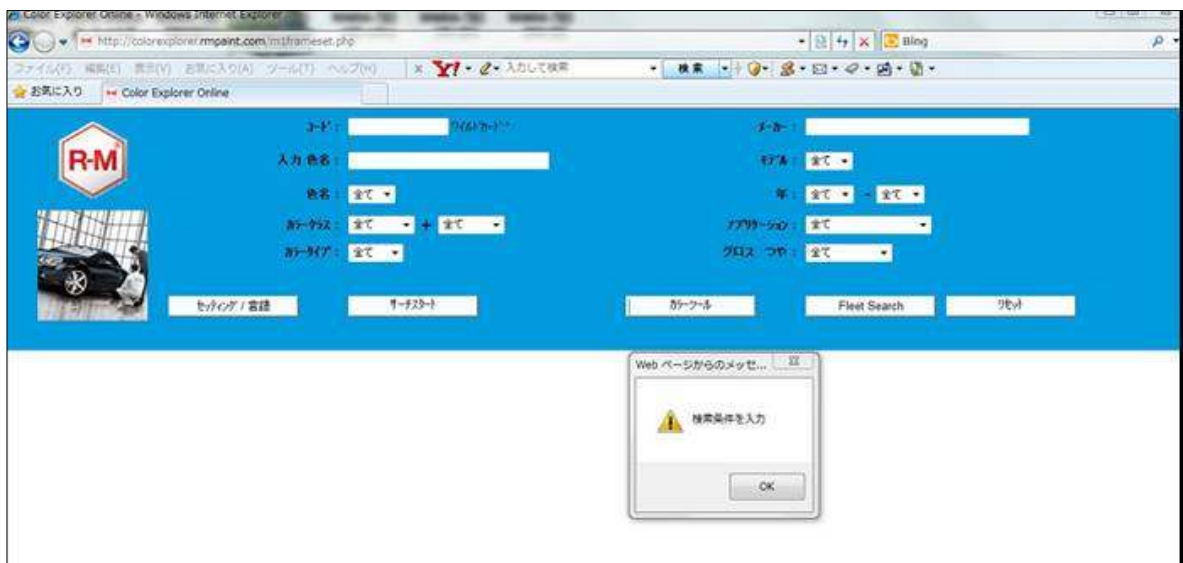 Color Explorer Online - Windows Internet Explorer
http://colorexplorer.rmpaint.com/m1frameset.php
Bing
ファイル(F) 編集(E) 表示(V) お気に入り(A) ツール(T) ヘルプ(H) x Y! 入力して検索 検索
お気に入り Color Explorer Online
R-M
コード: ワイルドカード"*" メーカー:
入力 色名: モデル: 全て
色名: 全て 年: 全て - 全て
カラークラス: 全て + 全て アプリケーション: 全て
カラータイプ: 全て グロス つや: 全て
セッティング / 言語 サーチスタート カラーツール Fleet Search リセット
Web ページからのメッセ...
検索条件を入力
OK